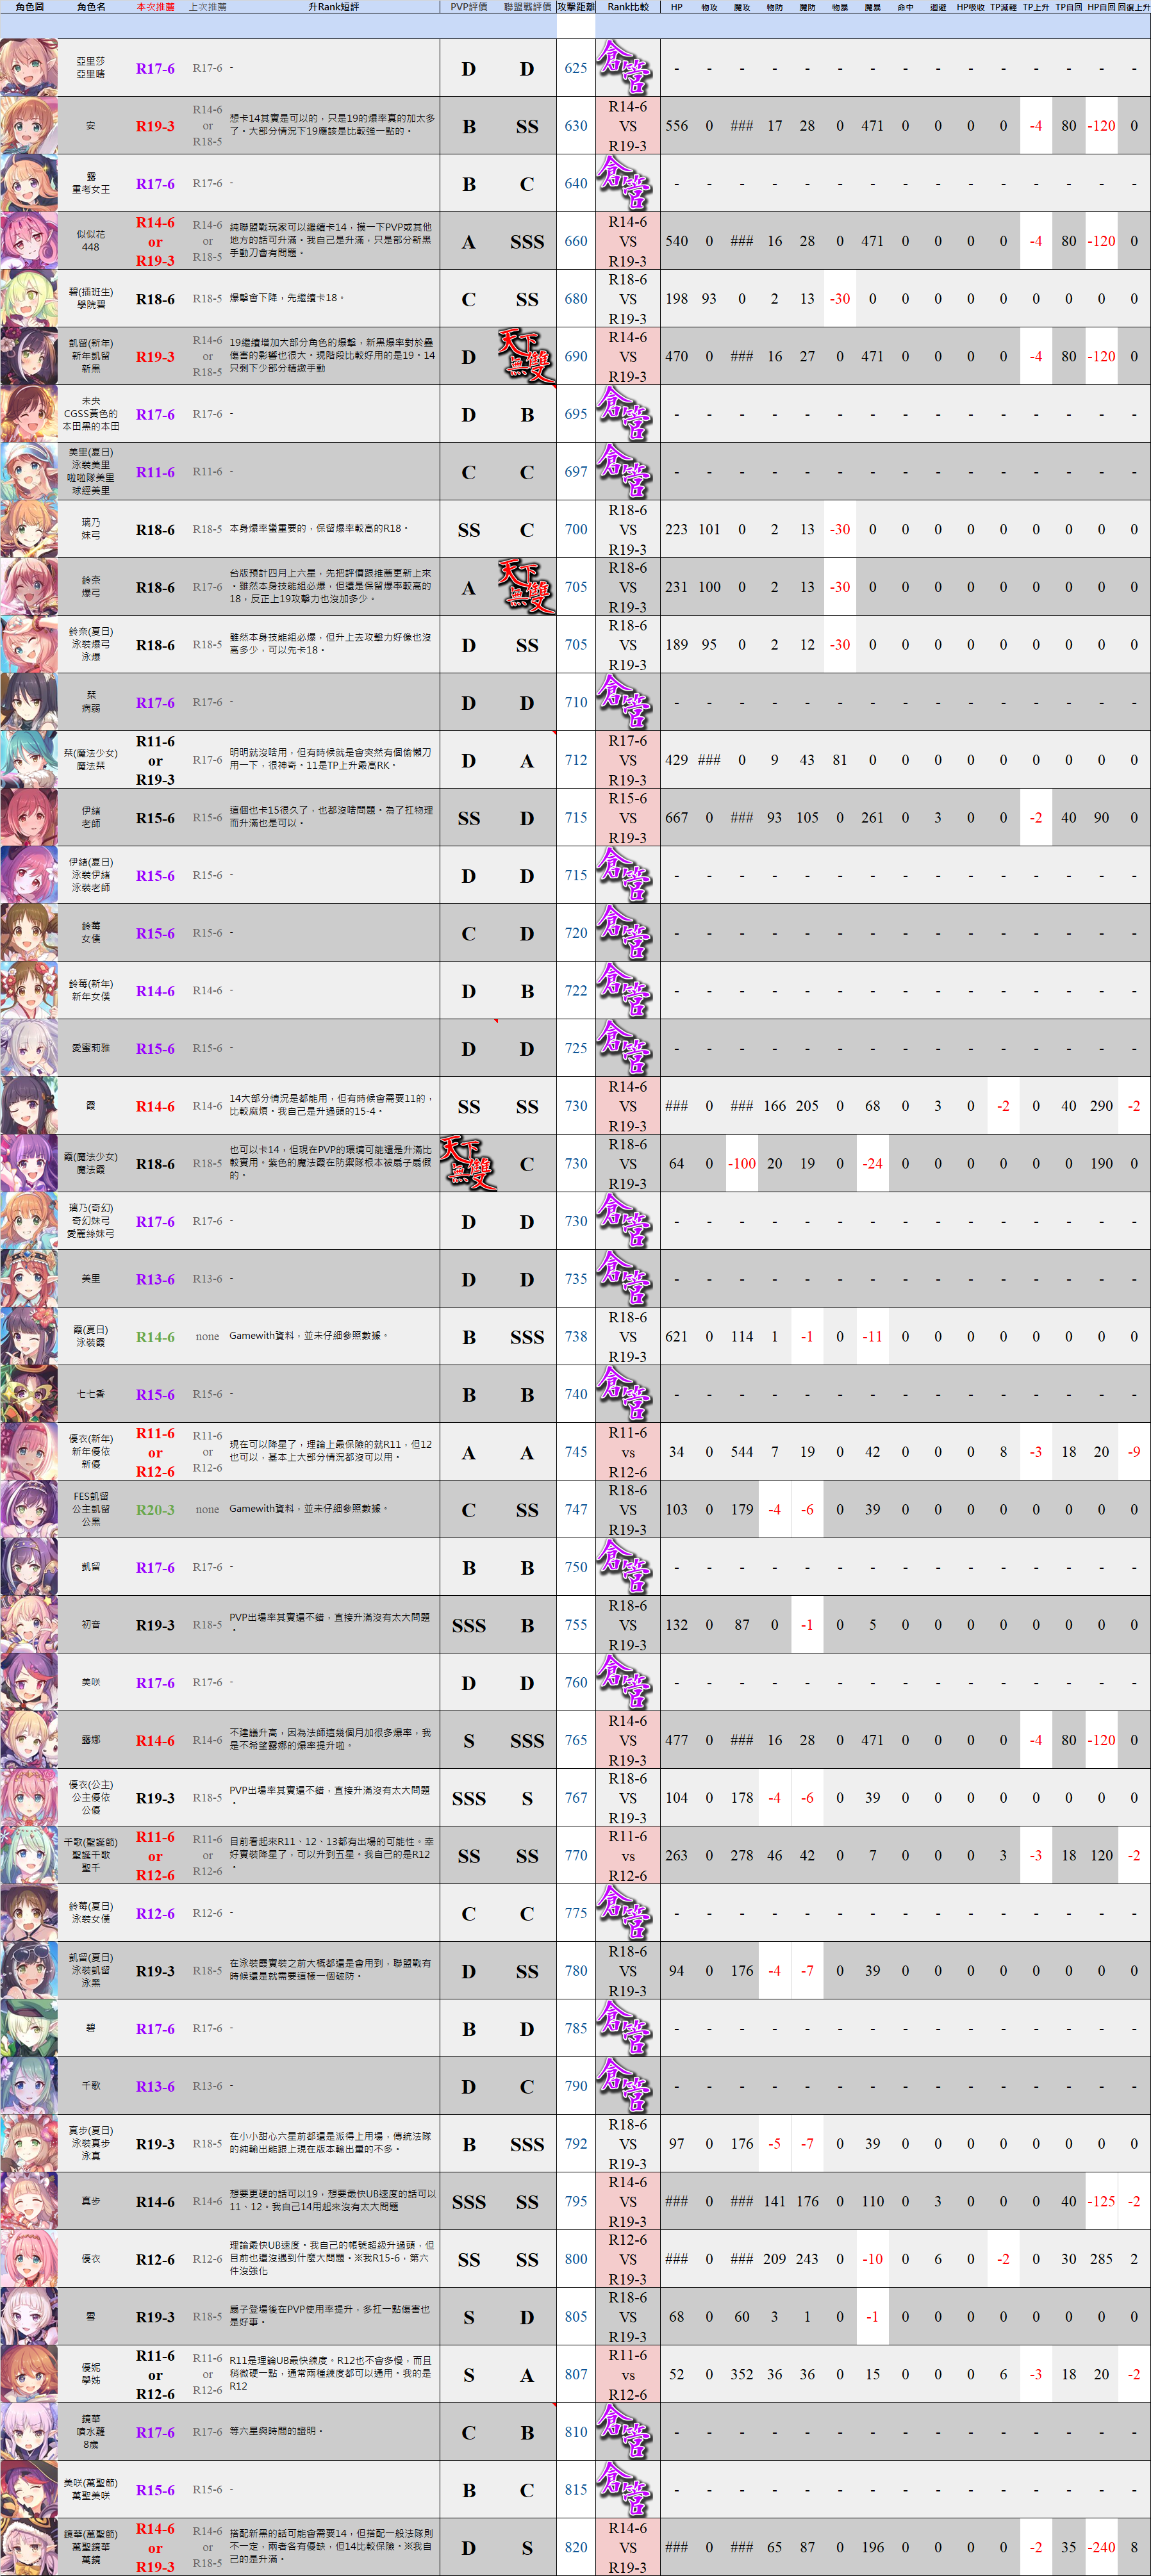 角色圖 角色名 本次推薦 上次推薦 升Rank短評 PVP評價 聯盟戰評價 攻擊距離 Rank比較 HP 物攻 魔攻 物防 魔防 物暴 魔暴 命中 迴避 HP吸收 TP減輕 TP上升 TP自回 HP自回 回復上升
亞里莎
亞里瞎
R17-6 R17-6 - D D 625 倉管 - - - - - - - - - - - - - - -
安
R19-3
R14-6
or
R18-5
想卡14其實是可以的，只是19的爆率真的加太多
了。大部分情況下19應該是比較強一點的。
B SS 630
R14-6
VS
R19-3
556 0 ### 17 28 0 471 0 0 0 0 -4 80 -120 0
露
重考女王
R17-6 R17-6 - B C 640 倉管 - - - - - - - - - - - - - - -
似似花
448
R14-6
or
R19-3
R14-6
or
R18-5
純聯盟戰玩家可以繼續卡14，摸一下PVP或其他
地方的話可升滿。我自己是升滿，只是部分新黑
手動刀會有問題。
A SSS 660
R14-6
VS
R19-3
540 0 ### 16 28 0 471 0 0 0 0 -4 80 -120 0
碧(插班生)
學院碧
R18-6 R18-5 爆擊會下降，先繼續卡18。 C SS 680
R18-6
VS
R19-3
198 93 0 2 13 -30 0 0 0 0 0 0 0 0 0
凱留(新年)
新年凱留
新黑
R19-3
R14-6
or
R18-5
19繼續增加大部分角色的爆擊，新黑爆率對於疊
傷害的影響也很大。現階段比較好用的是19。14
只剩下少部分精緻手動
D 天下無雙 690
R14-6
VS
R19-3
470 0 ### 16 27 0 471 0 0 0 0 -4 80 -120 0
未央
CGSS黃色的
本田黑的本田
R17-6 R17-6 - D B 695 倉管 - - - - - - - - - - - - - - -
美里(夏日)
泳裝美里
啦啦隊美里
球經美里
R11-6 R11-6 - C C 697 倉管 - - - - - - - - - - - - - - -
璃乃
妹弓
R18-6 R18-5 本身爆率蠻重要的，保留爆率較高的R18。 SS C 700
R18-6
VS
R19-3
223 101 0 2 13 -30 0 0 0 0 0 0 0 0 0
鈴奈
爆弓
R18-6 R17-6
台版預計四月上六星，先把評價跟推薦更新上來
。雖然本身技能組必爆，但還是保留爆率較高的
18，反正上19攻擊力也沒加多少。
A 天下無雙 705
R18-6
VS
R19-3
231 100 0 2 13 -30 0 0 0 0 0 0 0 0 0
鈴奈(夏日)
泳裝爆弓
泳爆
R18-6 R18-5
雖然本身技能組必爆，但升上去攻擊力好像也沒
高多少，可以先卡18。
D SS 705
R18-6
VS
R19-3
189 95 0 2 12 -30 0 0 0 0 0 0 0 0 0
栞
病弱
R17-6 R17-6 - D D 710 倉管 - - - - - - - - - - - - - - -
栞(魔法少女)
魔法栞
R11-6
or
R19-3
R17-6
明明就沒啥用，但有時候就是會突然有個偷懶刀
用一下，很神奇。11是TP上升最高RK。
D A 712
R17-6
VS
R19-3
429 ### 0 9 43 81 0 0 0 0 0 0 0 0 0
伊緒
老師
R15-6 R15-6
這個也卡15很久了，也都沒啥問題。為了扛物理
而升滿也是可以。
SS D 715
R15-6
VS
R19-3
667 0 ### 93 105 0 261 0 3 0 0 -2 40 90 0
伊緒(夏日)
泳裝伊緒
泳裝老師
R15-6 R15-6 - D D 715 倉管 - - - - - - - - - - - - - - -
鈴莓
女僕
R15-6 R15-6 - C D 720 倉管 - - - - - - - - - - - - - - -
鈴莓(新年)
新年女僕
R14-6 R14-6 - D B 722 倉管 - - - - - - - - - - - - - - -
愛蜜莉雅
R15-6 R15-6 - D D 725 倉管 - - - - - - - - - - - - - - -
霞
R14-6 R14-6
14大部分情況是都能用，但有時候會需要11的，
比較麻煩。我自己是升過頭的15-4。
SS SS 730
R14-6
VS
R19-3
### 0 ### 166 205 0 68 0 3 0 -2 0 40 290 -2
霞(魔法少女)
魔法霞
R18-6 R18-5
也可以卡14，但現在PVP的環境可能還是升滿比
較實用。紫色的魔法霞在防禦隊根本被扇子扇假
的。
天下無雙 C 730
R18-6
VS
R19-3
64 0 -100 20 19 0 -24 0 0 0 0 0 0 190 0
璃乃(奇幻)
奇幻妹弓
愛麗絲妹弓
R17-6 R17-6 - D D 730 倉管 - - - - - - - - - - - - - - -
美里
R13-6 R13-6 - D D 735 倉管 - - - - - - - - - - - - - - -
霞(夏日)
泳裝霞
R14-6 none Gamewith資料，並未仔細參照數據。 B SSS 738
R18-6
VS
R19-3
621 0 114 1 -1 0 -11 0 0 0 0 0 0 0 0
七七香
R15-6 R15-6 - B B 740 倉管 - - - - - - - - - - - - - - -
優衣(新年)
新年優依
新優
R11-6
or
R12-6
R11-6
or
R12-6
現在可以降星了，理論上最保險的就R11，但12
也可以，基本上大部分情況都沒可以用。
A A 745
R11-6
vs
R12-6
34 0 544 7 19 0 42 0 0 0 8 -3 18 20 -9
FES凱留
公主凱留
公黑
R20-3 none Gamewith資料，並未仔細參照數據。 C SS 747
R18-6
VS
R19-3
103 0 179 -4 -6 0 39 0 0 0 0 0 0 0 0
凱留
R17-6 R17-6 - B B 750 倉管 - - - - - - - - - - - - - - -
初音
R19-3 R18-5
PVP出場率其實還不錯，直接升滿沒有太大問題
。
SSS B 755
R18-6
VS
R19-3
132 0 87 0 -1 0 5 0 0 0 0 0 0 0 0
美咲
R17-6 R17-6 - D D 760 倉管 - - - - - - - - - - - - - - -
露娜
R14-6 R14-6
不建議升高，因為法師這幾個月加很多爆率，我
是不希望露娜的爆率提升啦。
S SSS 765
R14-6
VS
R19-3
477 0 ### 16 28 0 471 0 0 0 0 -4 80 -120 0
優衣(公主)
公主優依
公優
R19-3 R18-5
PVP出場率其實還不錯，直接升滿沒有太大問題
。
SSS S 767
R18-6
VS
R19-3
104 0 178 -4 -6 0 39 0 0 0 0 0 0 0 0
千歌(聖誕節)
聖誕千歌
聖千
R11-6
or
R12-6
R11-6
or
R12-6
目前看起來R11、12、13都有出場的可能性。幸
好實裝降星了，可以升到五星。我自己的是R12
。
SS SS 770
R11-6
vs
R12-6
263 0 278 46 42 0 7 0 0 0 3 -3 18 120 -2
鈴莓(夏日)
泳裝女僕
R12-6 R12-6 - C C 775 倉管 - - - - - - - - - - - - - - -
凱留(夏日)
泳裝凱留
泳黑
R19-3 R18-5
在泳裝霞實裝之前大概都還是會用到，聯盟戰有
時候還是就需要這樣一個破防。
D SS 780
R18-6
VS
R19-3
94 0 176 -4 -7 0 39 0 0 0 0 0 0 0 0
碧
R17-6 R17-6 - B D 785 倉管 - - - - - - - - - - - - - - -
千歌
R13-6 R13-6 - D C 790 倉管 - - - - - - - - - - - - - - -
真步(夏日)
泳裝真步
泳真
R19-3 R18-5
在小小甜心六星前都還是派得上用場，傳統法隊
的純輸出能跟上現在版本輸出量的不多。
B SSS 792
R18-6
VS
R19-3
97 0 176 -5 -7 0 39 0 0 0 0 0 0 0 0
真步
R14-6 R14-6
想要更硬的話可以19，想要最快UB速度的話可以
11、12。我自己14用起來沒有太大問題
SSS SS 795
R14-6
VS
R19-3
### 0 ### 141 176 0 110 0 3 0 0 0 40 -125 -2
優衣
R12-6 R12-6
理論最快UB速度。我自己的帳號超級升過頭，但
目前也還沒遇到什麼大問題。※我R15-6，第六
件沒強化
SS SS 800
R12-6
VS
R19-3
### 0 ### 209 243 0 -10 0 6 0 -2 0 30 285 2
雪
R19-3 R18-5
扇子登場後在PVP使用率提升，多扛一點傷害也
是好事。
S D 805
R18-6
VS
R19-3
68 0 60 3 1 0 -1 0 0 0 0 0 0 0 0
優妮
學姊
R11-6
or
R12-6
R11-6
or
R12-6
R11是理論UB最快練度。R12也不會多慢，而且
稍微硬一點，通常兩種練度都可以通用。我的是
R12
S A 807
R11-6
vs
R12-6
52 0 352 36 36 0 15 0 0 0 6 -3 18 20 -2
鏡華
噴水蘿
8歲
R17-6 R17-6 等六星與時間的證明。 C B 810 倉管 - - - - - - - - - - - - - - -
美咲(萬聖節)
萬聖美咲
R15-6 R15-6 - B C 815 倉管 - - - - - - - - - - - - - - -
鏡華(萬聖節)
萬聖鏡華
萬鏡
R14-6
or
R19-3
R14-6
or
R18-5
搭配新黑的話可能會需要14，但搭配一般法隊則
不一定，兩者各有優缺，但14比較保險。※我自
己的是升滿。
D S 820
R14-6
VS
R19-3
### 0 ### 65 87 0 196 0 0 0 0 -2 35 -240 8